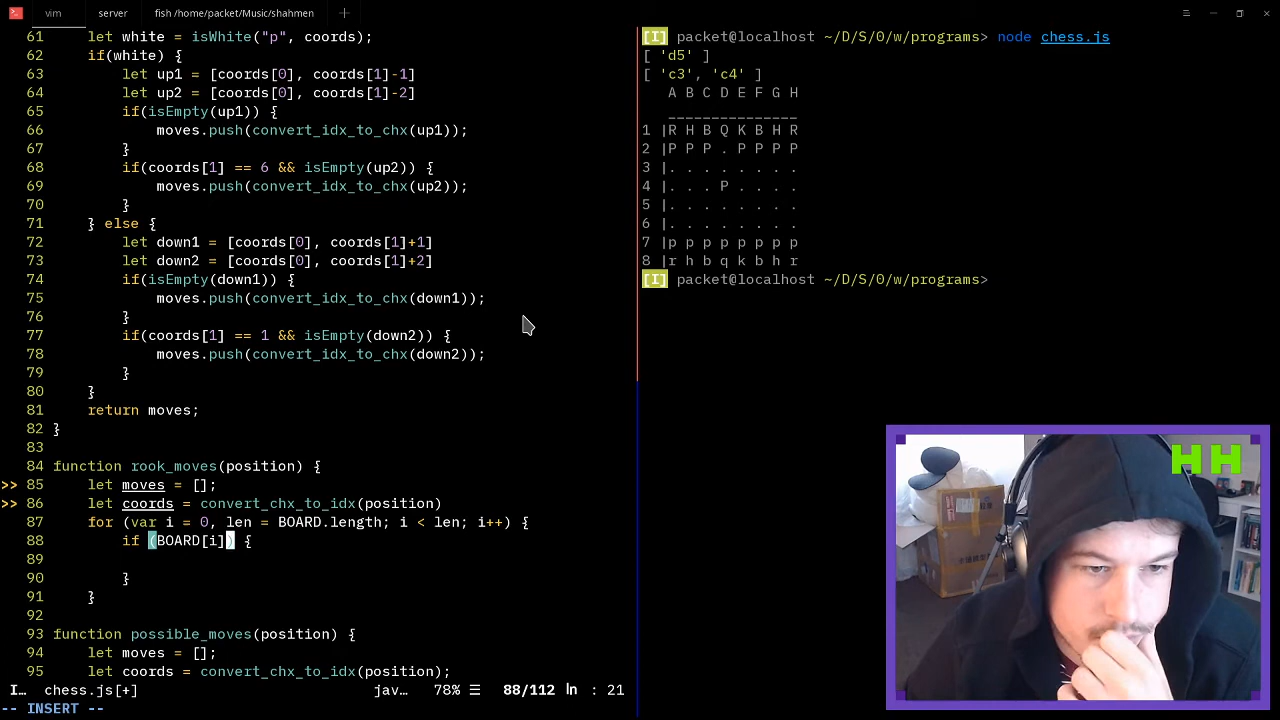 vim server fish /home/packet/Music/shahmen
61 let white = isWhite("p", coords);
62 if(white) {
63 let up1 = [coords[0], coords[1]-1]
64 let up2 = [coords[0], coords[1]-2]
65 if(isEmpty(up1)) {
66 moves.push(convert_idx_to_chx(up1));
67 }
68 if(coords[1] == 6 && isEmpty(up2)) {
69 moves.push(convert_idx_to_chx(up2));
70 }
71 } else {
72 let down1 = [coords[0], coords[1]+1]
73 let down2 = [coords[0], coords[1]+2]
74 if(isEmpty(down1)) {
75 moves.push(convert_idx_to_chx(down1));
76 }
77 if(coords[1] == 1 && isEmpty(down2)) {
78 moves.push(convert_idx_to_chx(down2));
79 }
80 }
81 return moves;
82 }
83
84 function rook_moves(position) {
>> 85 let moves = [];
>> 86 let coords = convert_chx_to_idx(position)
87 for (var i = 0, len = BOARD.length; i < len; i++) {
88 if (BOARD[i]) {
89
90 }
91 }
92
93 function possible_moves(position) {
94 let moves = [];
95 let coords = convert_chx_to_idx(position);
I… chess.js[+] jav… 78% ☰ 88/112 ln : 21
-- INSERT --
[I] packet@localhost ~/D/S/0/w/programs> node chess.js
[ 'd5' ]
[ 'c3', 'c4' ]
A B C D E F G H
_______________
1 |R H B Q K B H R
2 |P P P . P P P P
3 |. . . . . . . .
4 |. . . P . . . .
5 |. . . . . . . .
6 |. . . . . . . .
7 |p p p p p p p p
8 |r h b q k b h r
[I] packet@localhost ~/D/S/0/w/programs>
HH